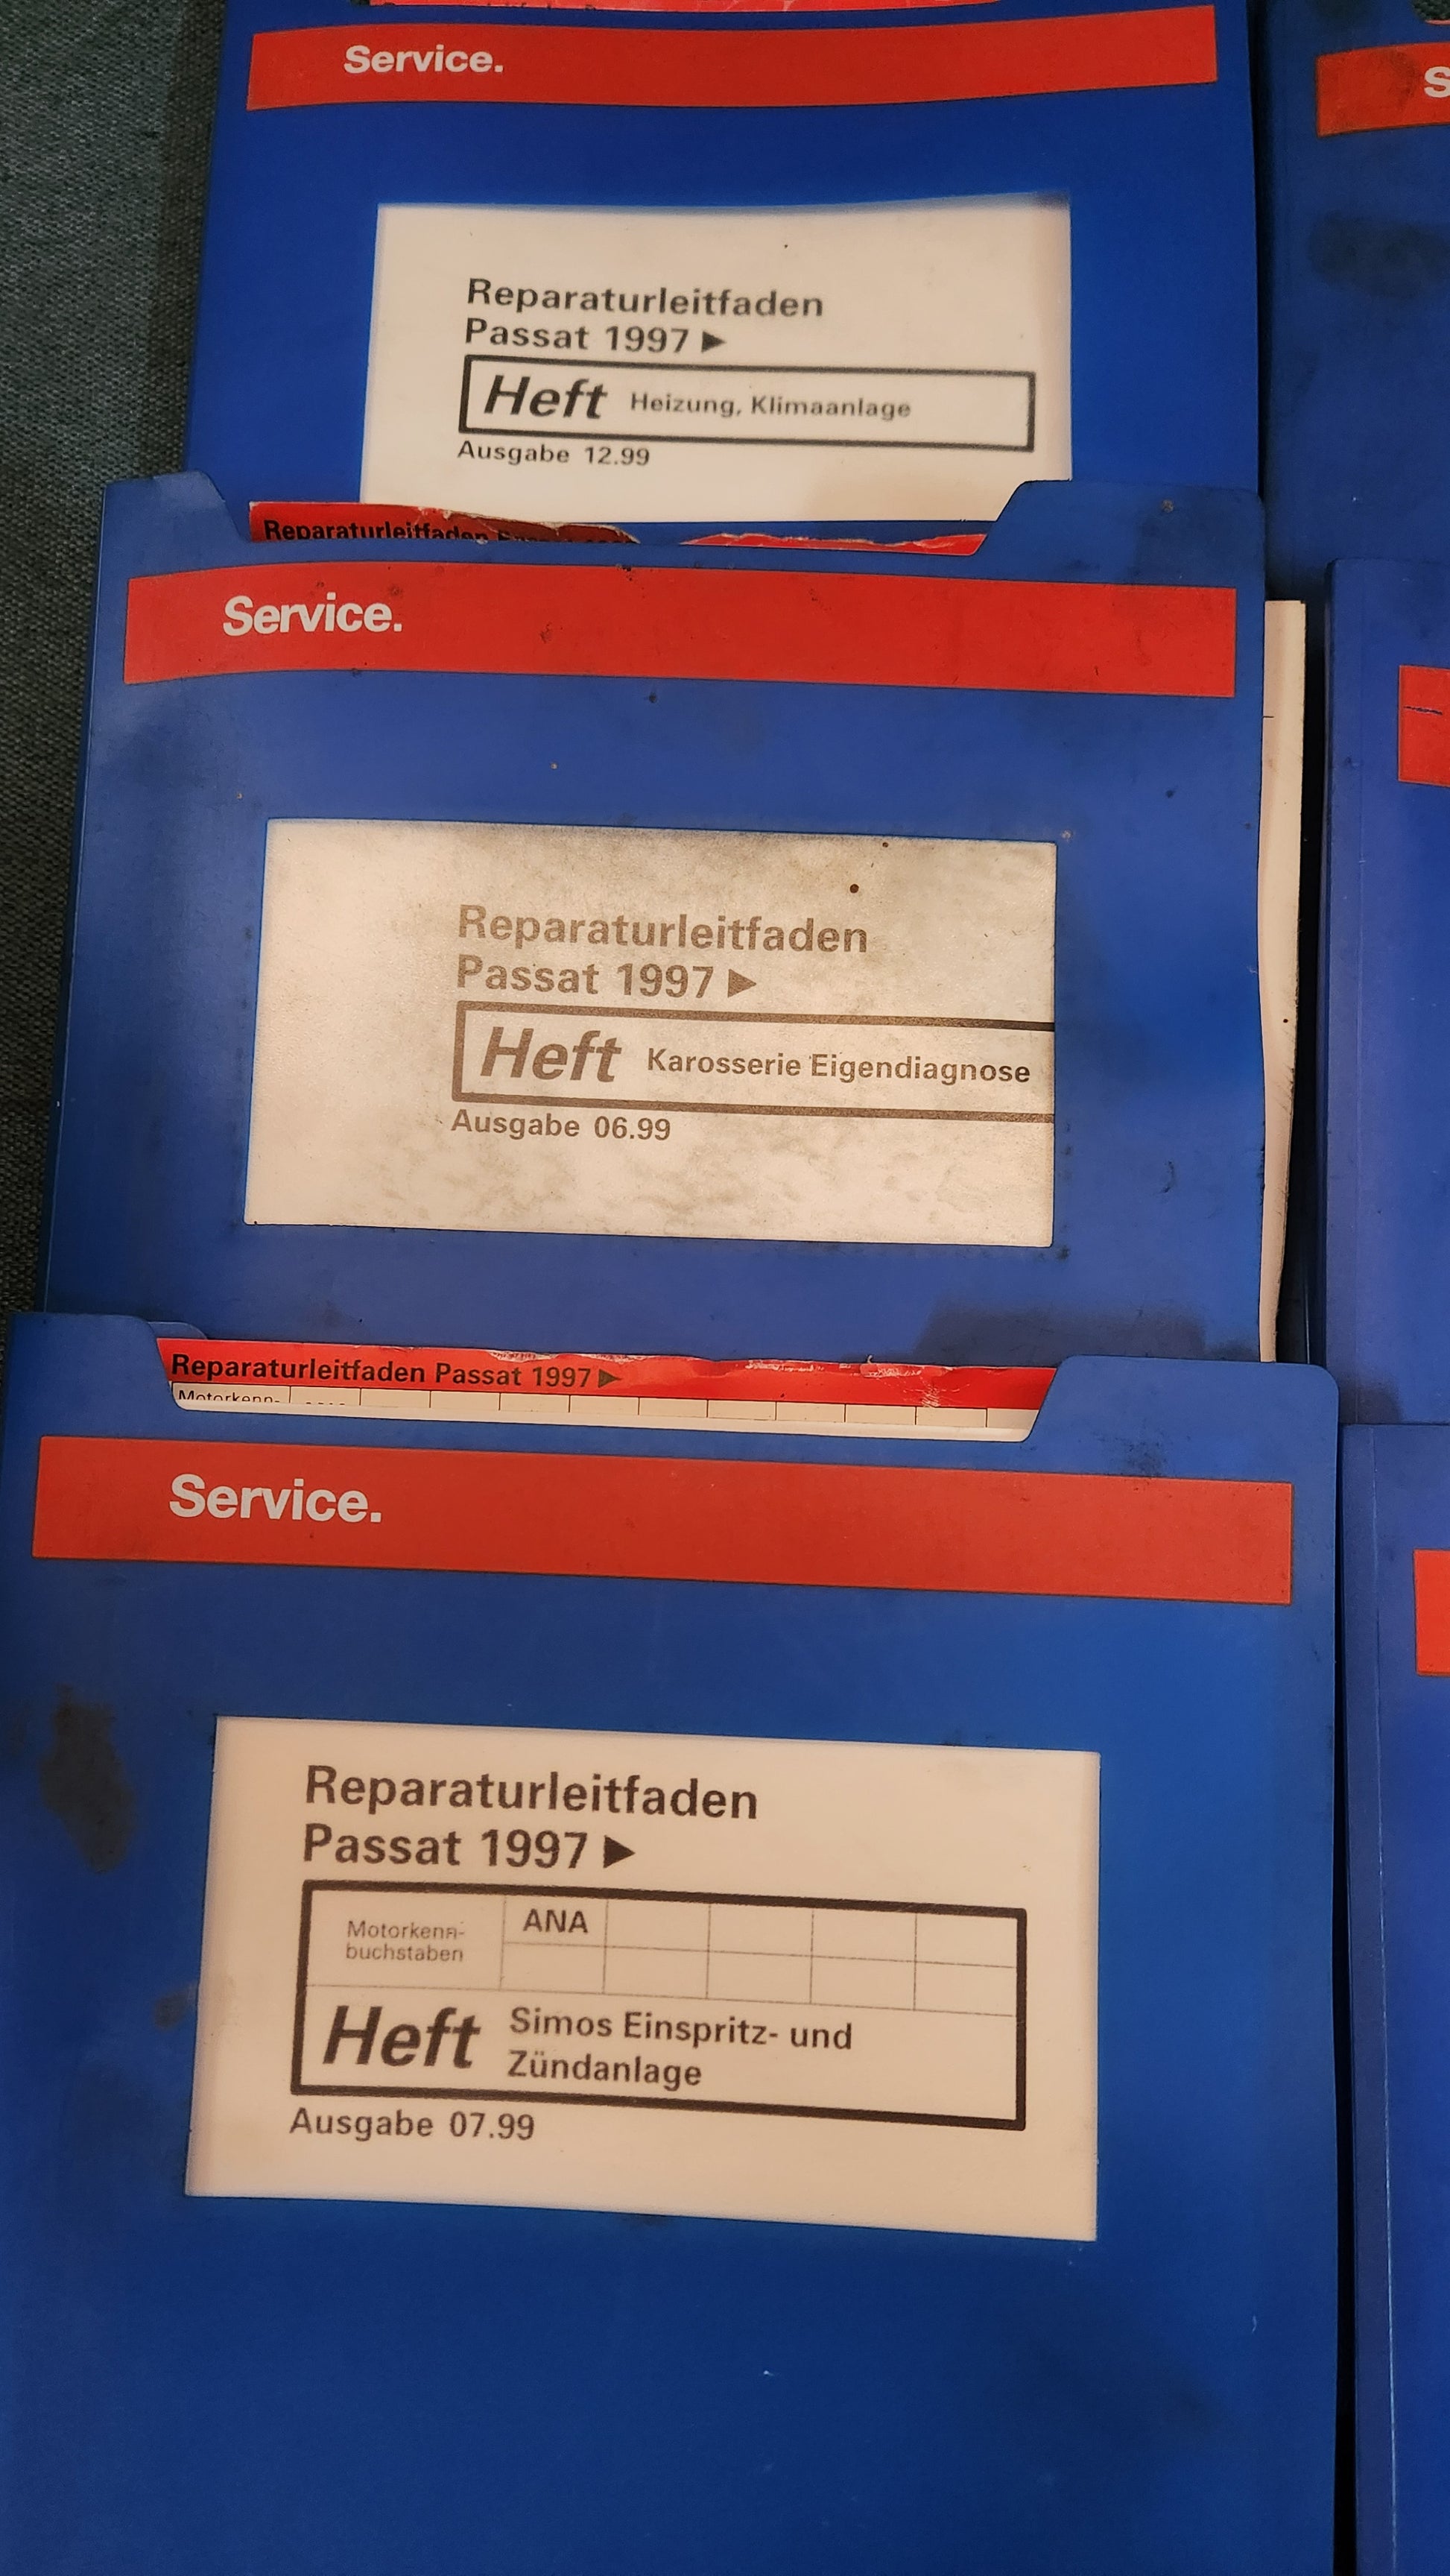 Service.
Reparaturleitfaden
Passat 1997 ►
Heft Heizung, Klimaanlage
Ausgabe 12.99
Reparaturleitfaden
Service.
Reparaturleitfaden
Passat 1997 ►
Heft Karosserie Eigendiagnose
Ausgabe 06.99
Reparaturleitfaden Passat 1997 ►
Motorkenn-
Service.
Reparaturleitfaden
Passat 1997 ►
Motorkenn-
buchstaben
ANA
Heft Simos Einspritz- und
Zündanlage
Ausgabe 07.99